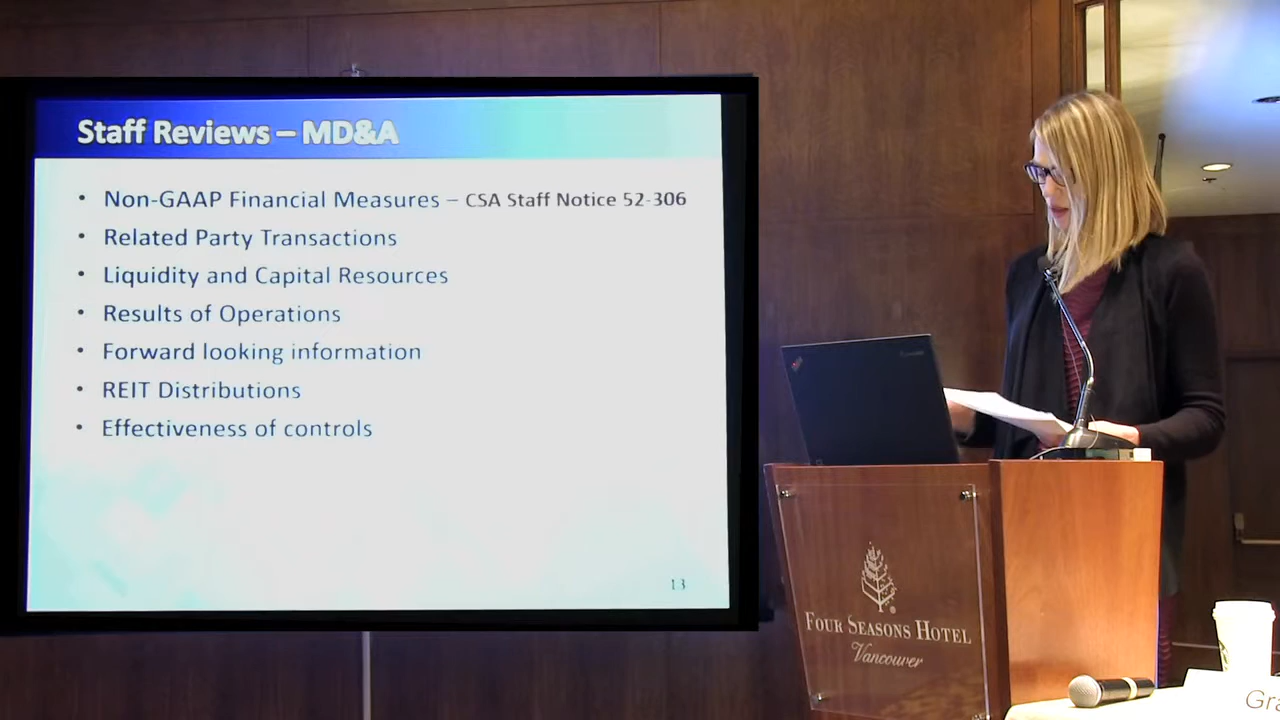 Staff Reviews – MD&A
• Non-GAAP Financial Measures – CSA Staff Notice 52-306
• Related Party Transactions
• Liquidity and Capital Resources
• Results of Operations
• Forward looking information
• REIT Distributions
• Effectiveness of controls
13
FOUR SEASONS HOTEL
Vancouver